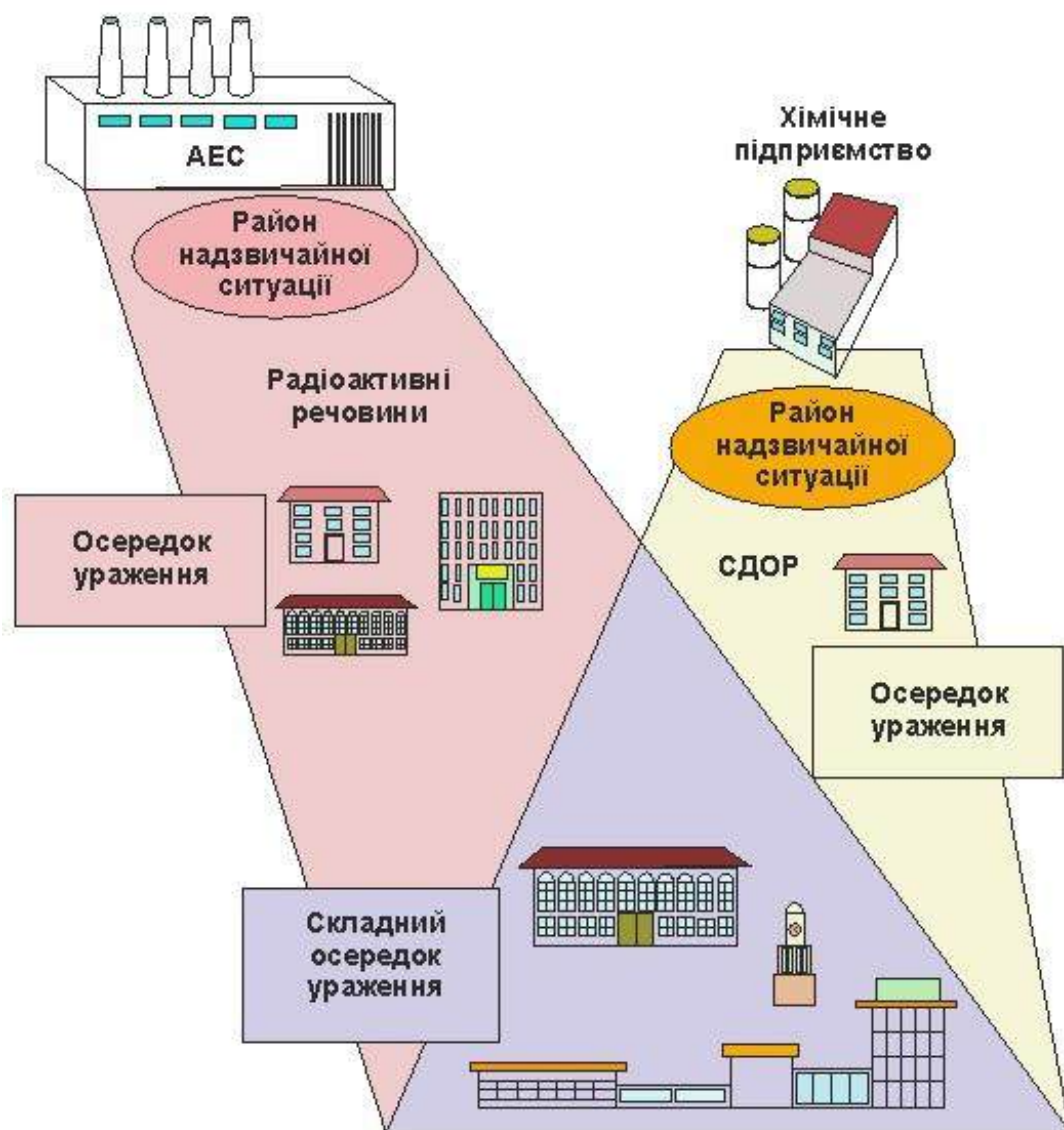 АЕС
Хімічне
підприємство
Район
надзвичайної
ситуації
Радіоактивні
речовини
Район
надзвичайної
ситуації
Осередок
ураження
СДОР
Осередок
ураження
Складний
осередок
ураження